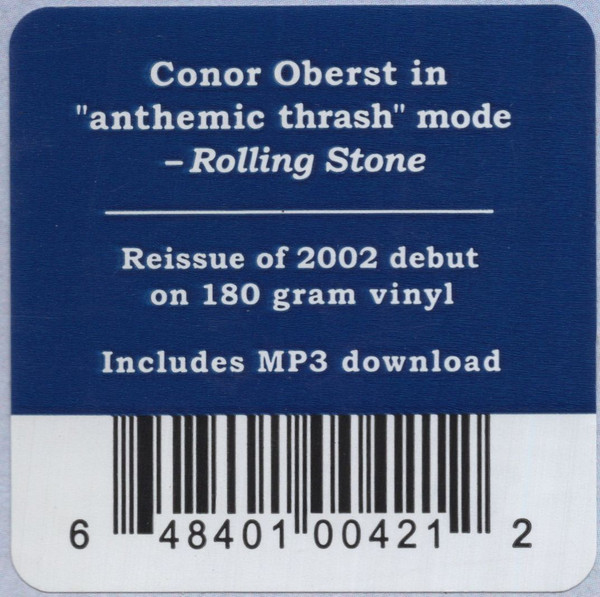 Conor Oberst in
"anthemic thrash" mode
– Rolling Stone
Reissue of 2002 debut
on 180 gram vinyl
Includes MP3 download
6 48401 00421 2